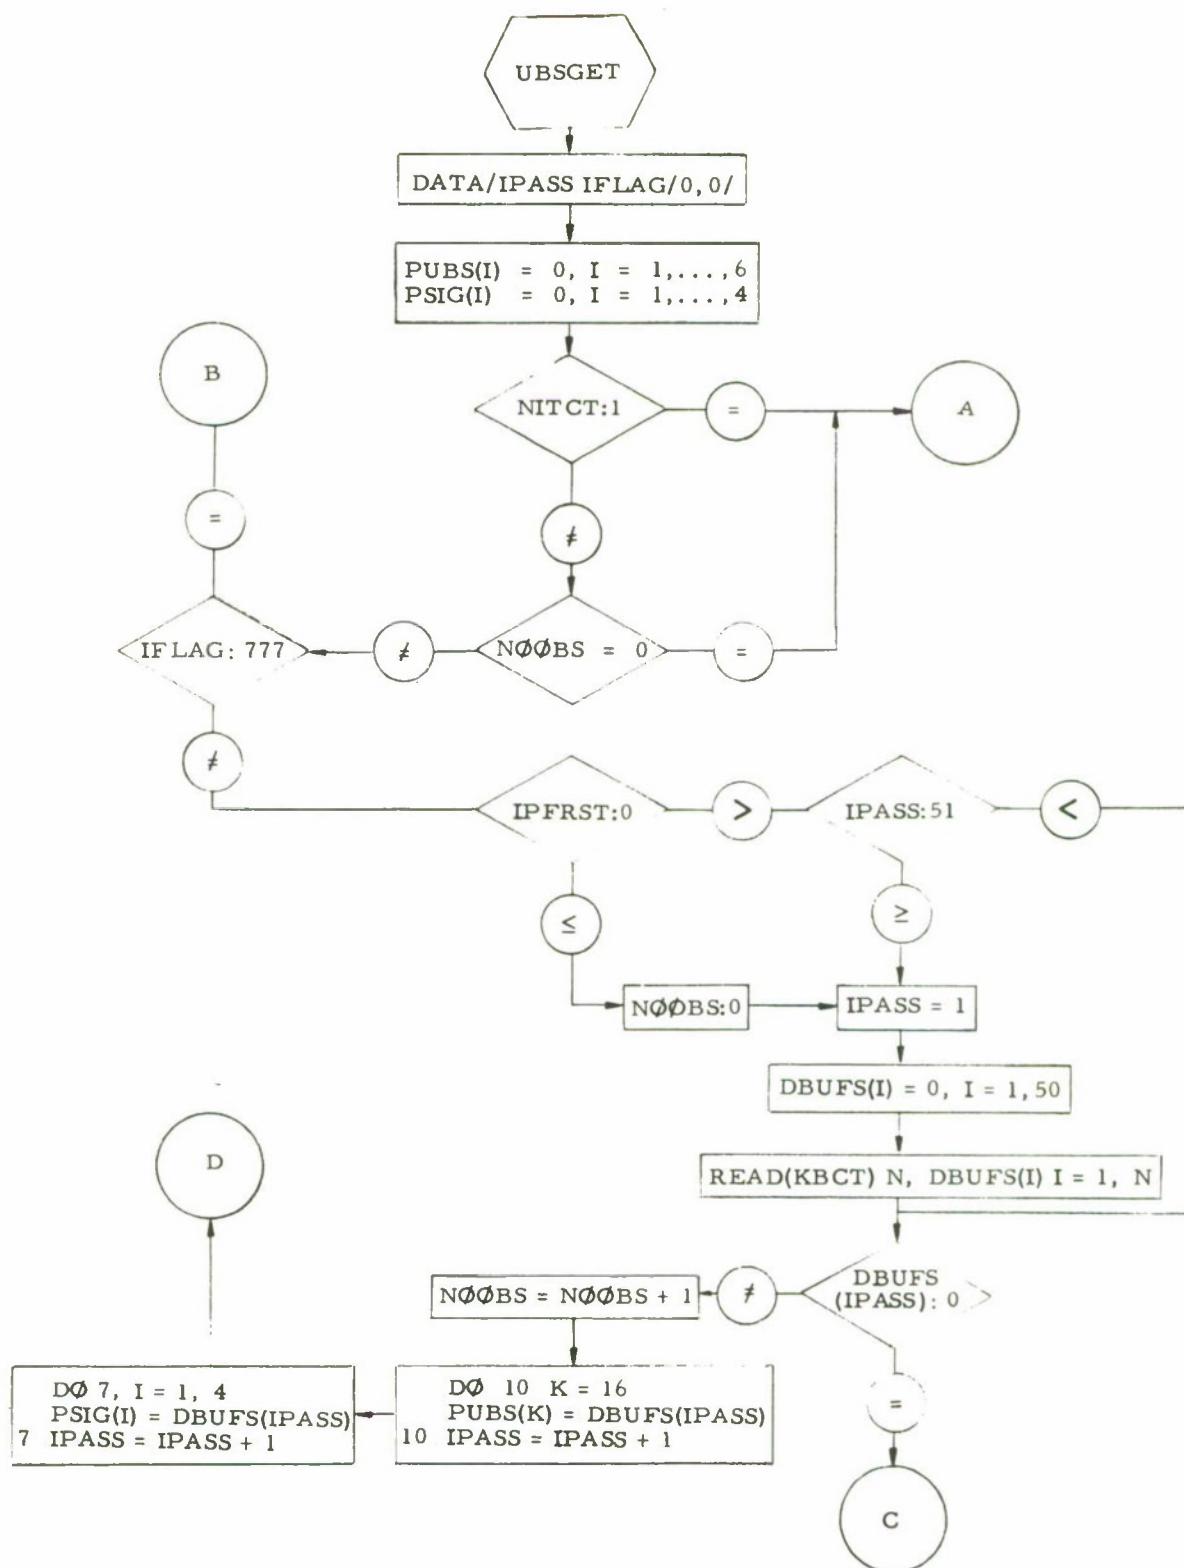 UBSGET
DATA/IPASS IFLAG/0,0/
PUBS(I) = 0, I = 1,...,6
PSIG(I) = 0, I = 1,...,4
B
NITCT:1
=
A
=
≠
IFLAG: 777
≠
NØØBS = 0
=
≠
IPFRST:0
>
IPASS:51
<
≤
≥
NØØBS:0
IPASS = 1
DBUFS(I) = 0, I = 1,50
D
READ(KBCT) N, DBUFS(I) I = 1, N
NØØBS = NØØBS + 1
≠
DBUFS
(IPASS): 0
DØ 7, I = 1, 4
PSIG(I) = DBUFS(IPASS)
7 IPASS = IPASS + 1
DØ 10 K = 16
PUBS(K) = DBUFS(IPASS)
10 IPASS = IPASS + 1
=
C